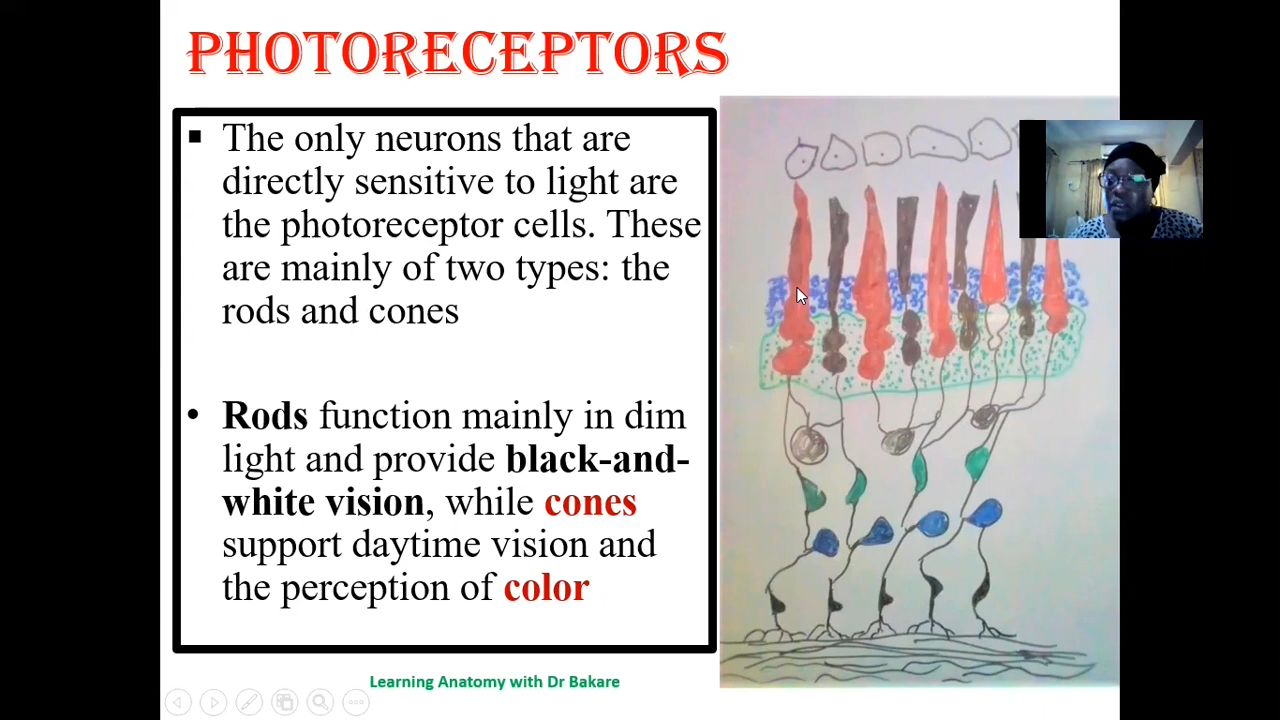 PHOTORECEPTORS
▪ The only neurons that are
directly sensitive to light are
the photoreceptor cells. These
are mainly of two types: the
rods and cones
• Rods function mainly in dim
light and provide black-and-
white vision, while cones
support daytime vision and
the perception of color
Learning Anatomy with Dr Bakare